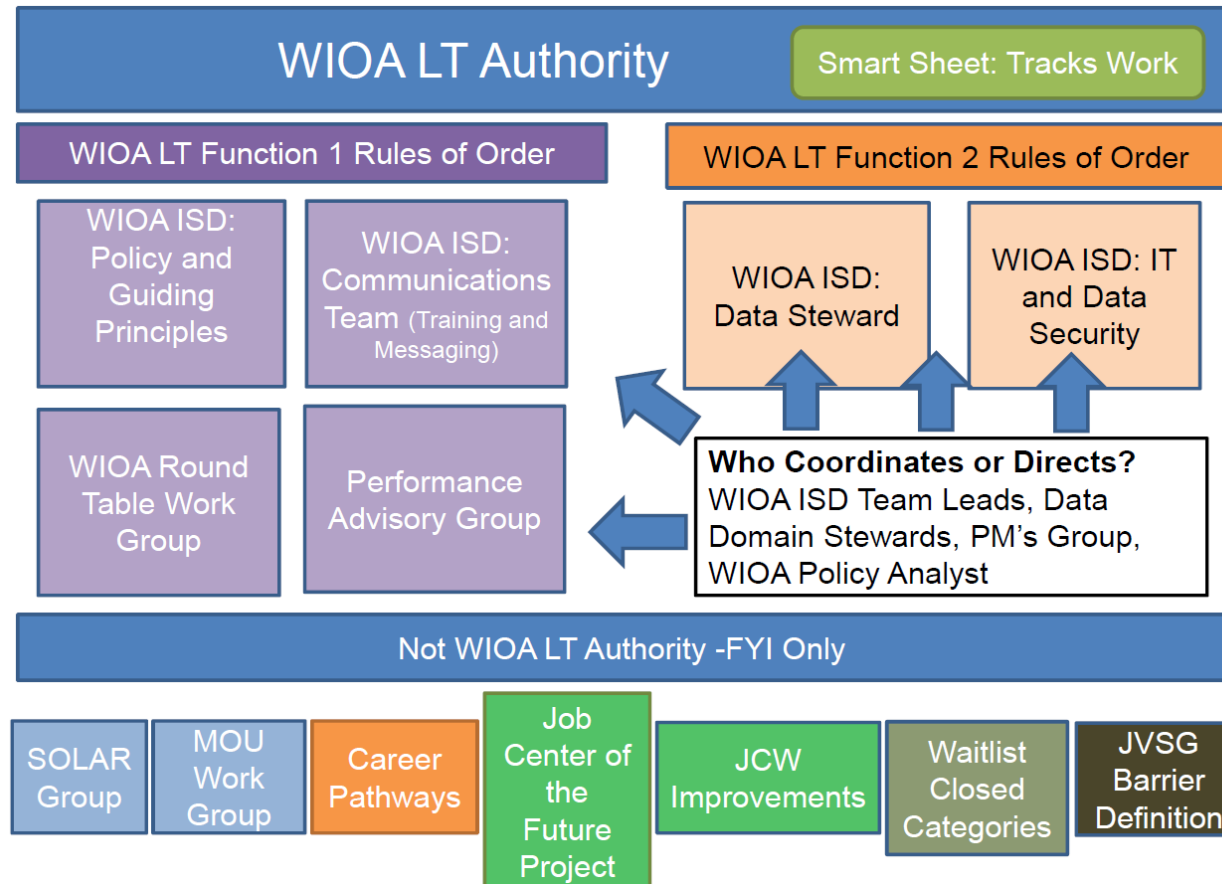 WIOA LT Authority
Smart Sheet: Tracks Work
WIOA LT Function 1 Rules of Order
WIOA LT Function 2 Rules of Order
WIOA ISD:
Policy and
Guiding
Principles
WIOA ISD:
Communications
Team (Training and
Messaging)
WIOA ISD:
Data Steward
WIOA ISD: IT
and Data
Security
WIOA Round
Table Work
Group
Performance
Advisory Group
Who Coordinates or Directs?
WIOA ISD Team Leads, Data
Domain Stewards, PM's Group,
WIOA Policy Analyst
Not WIOA LT Authority -FYI Only
SOLAR
Group
MOU
Work
Group
Career
Pathways
Job
Center of
the
Future
Project
JCW
Improvements
Waitlist
Closed
Categories
JVSG
Barrier
Definition